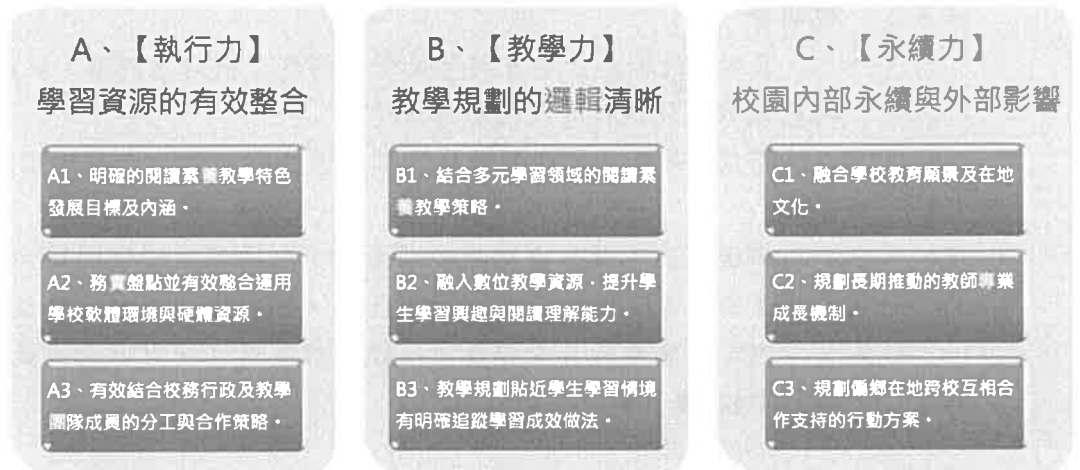 A、【執行力】
學習資源的有效整合
A1、明確的閱讀素養教學特色
發展目標及內涵。
A2、務實盤點並有效整合運用
學校軟體環境與硬體資源。
A3、有效結合校務行政及教學
團隊成員的分工與合作策略。
B、【教學力】
教學規劃的邏輯清晰
B1、結合多元學習領域的閱讀素
養教學策略。
B2、融入數位教學資源，提升學
生學習興趣與閱讀理解能力。
B3、教學規劃貼近學生學習情境
有明確追蹤學習成效做法。
C、【永續力】
校園內部永續與外部影響
C1、融合學校教育願景及在地
文化。
C2、規劃長期推動的教師專業
成長機制。
C3、規劃偏鄉在地跨校互相合
作支持的行動方案。